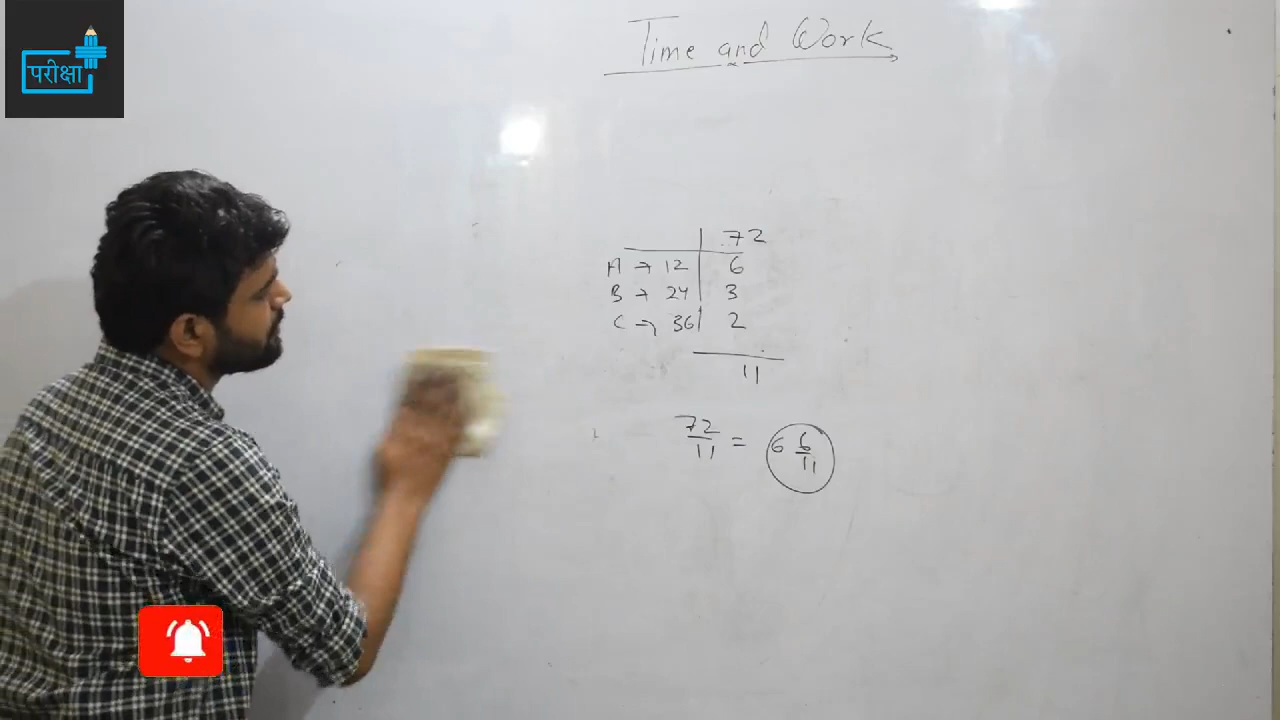 परीक्षा
Time and Work
72
A → 12 6
B → 24 3
C → 36 2
11
72/11 = 6 6/11